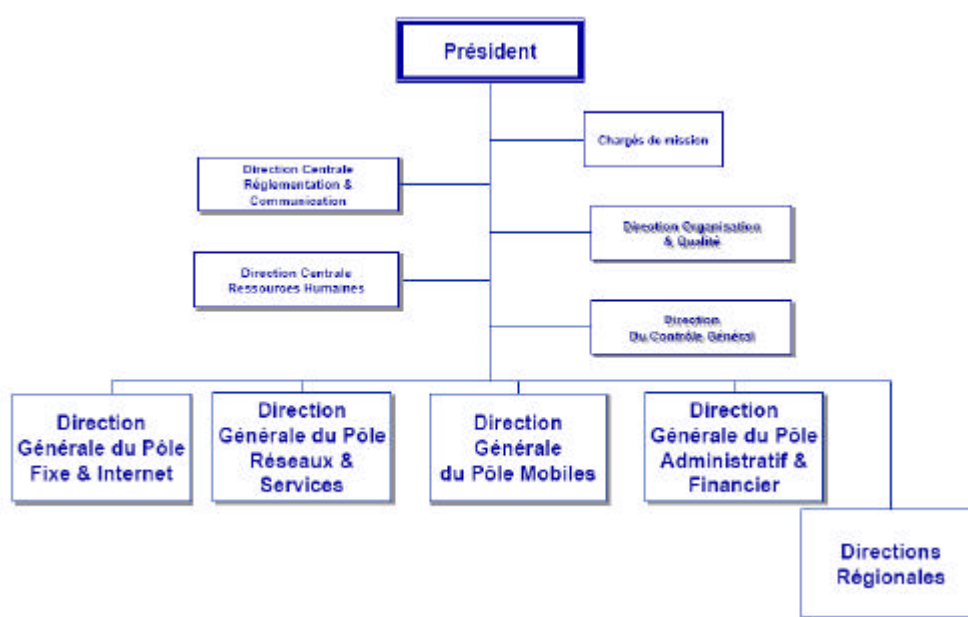 Président
Chargés de mission
Direction Centrale
Réglementation &
Communication
Direction Organisation
& Qualité
Direction Centrale
Ressources Humaines
Direction
Du Contrôle Général
Direction
Générale du Pôle
Fixe & Internet
Direction
Générale du Pôle
Réseaux &
Services
Direction
Générale
du Pôle Mobiles
Direction
Générale du Pôle
Administratif &
Financier
Directions
Régionales